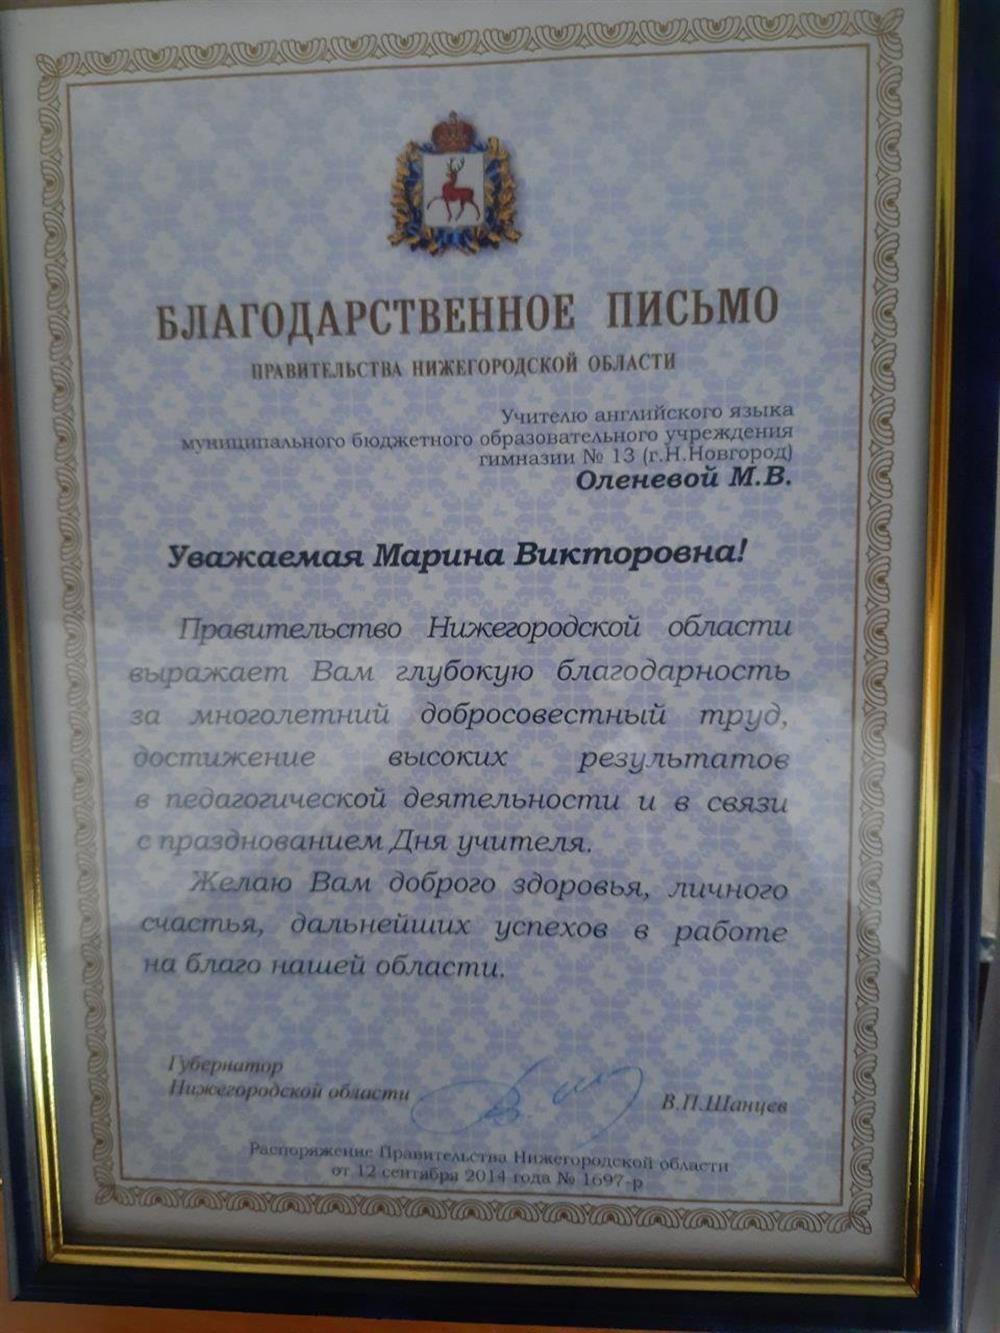 БЛАГОДАРСТВЕННОЕ ПИСЬМО
ПРАВИТЕЛЬСТВА НИЖЕГОРОДСКОЙ ОБЛАСТИ
Учителю английского языка
муниципального бюджетного образовательного учреждения
гимназии № 13 (г.Н.Новгород)
Оленевой М.В.
Уважаемая Марина Викторовна!
Правительство Нижегородской области
выражает Вам глубокую благодарность
за многолетний добросовестный труд,
достижение высоких результатов
в педагогической деятельности и в связи
с празднованием Дня учителя.
Желаю Вам доброго здоровья, личного
счастья, дальнейших успехов в работе
на благо нашей области.
Губернатор
Нижегородской области
В.П.Шанцев
Распоряжение Правительства Нижегородской области
от 12 сентября 2014 года № 1697-р